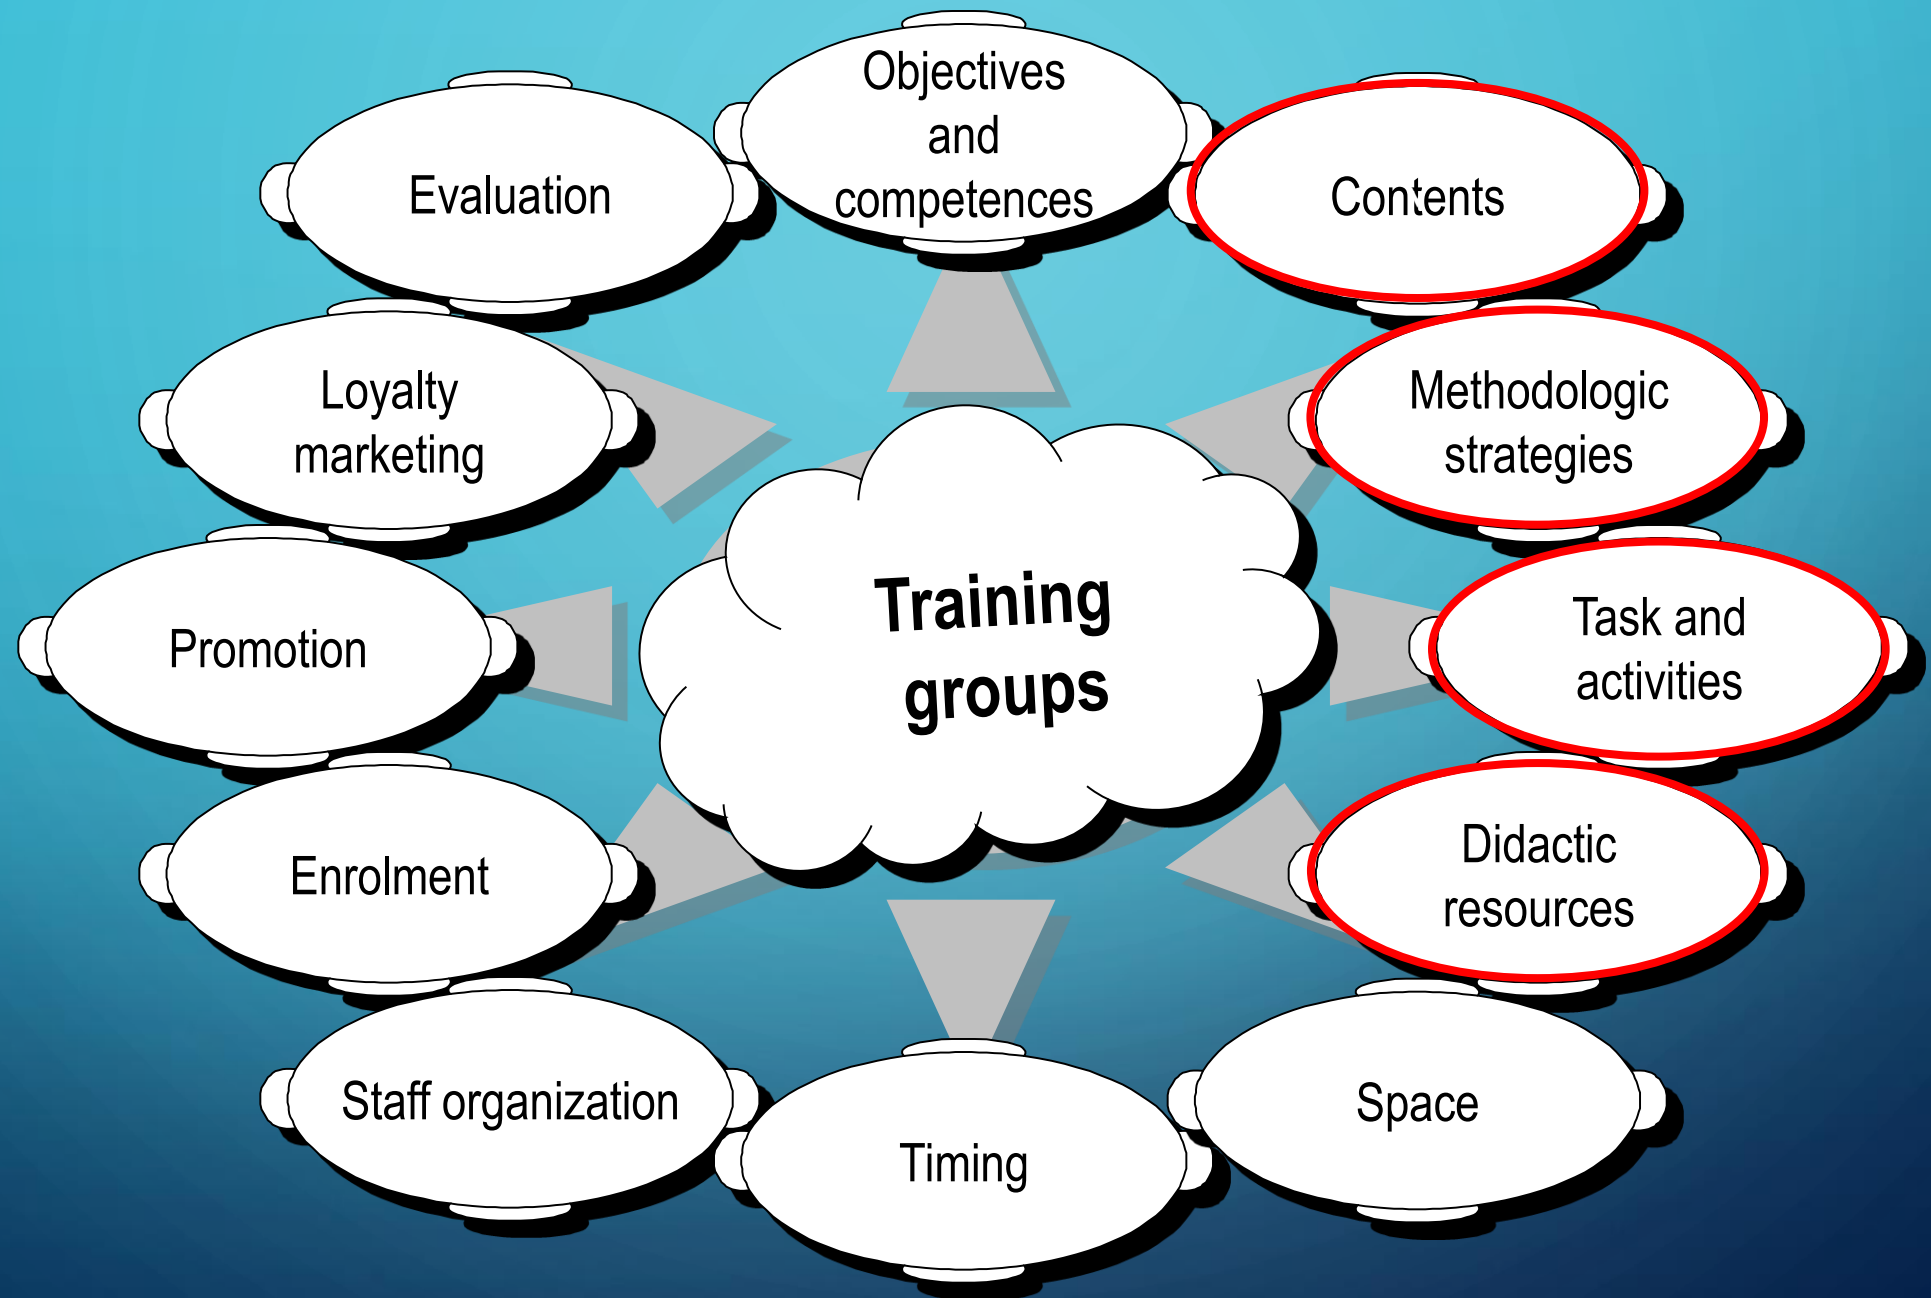 Objectives
and
competences
Contents
Methodologic
strategies
Task and
activities
Didactic
resources
Space
Timing
Staff organization
Enrolment
Promotion
Loyalty
marketing
Evaluation
Training
groups